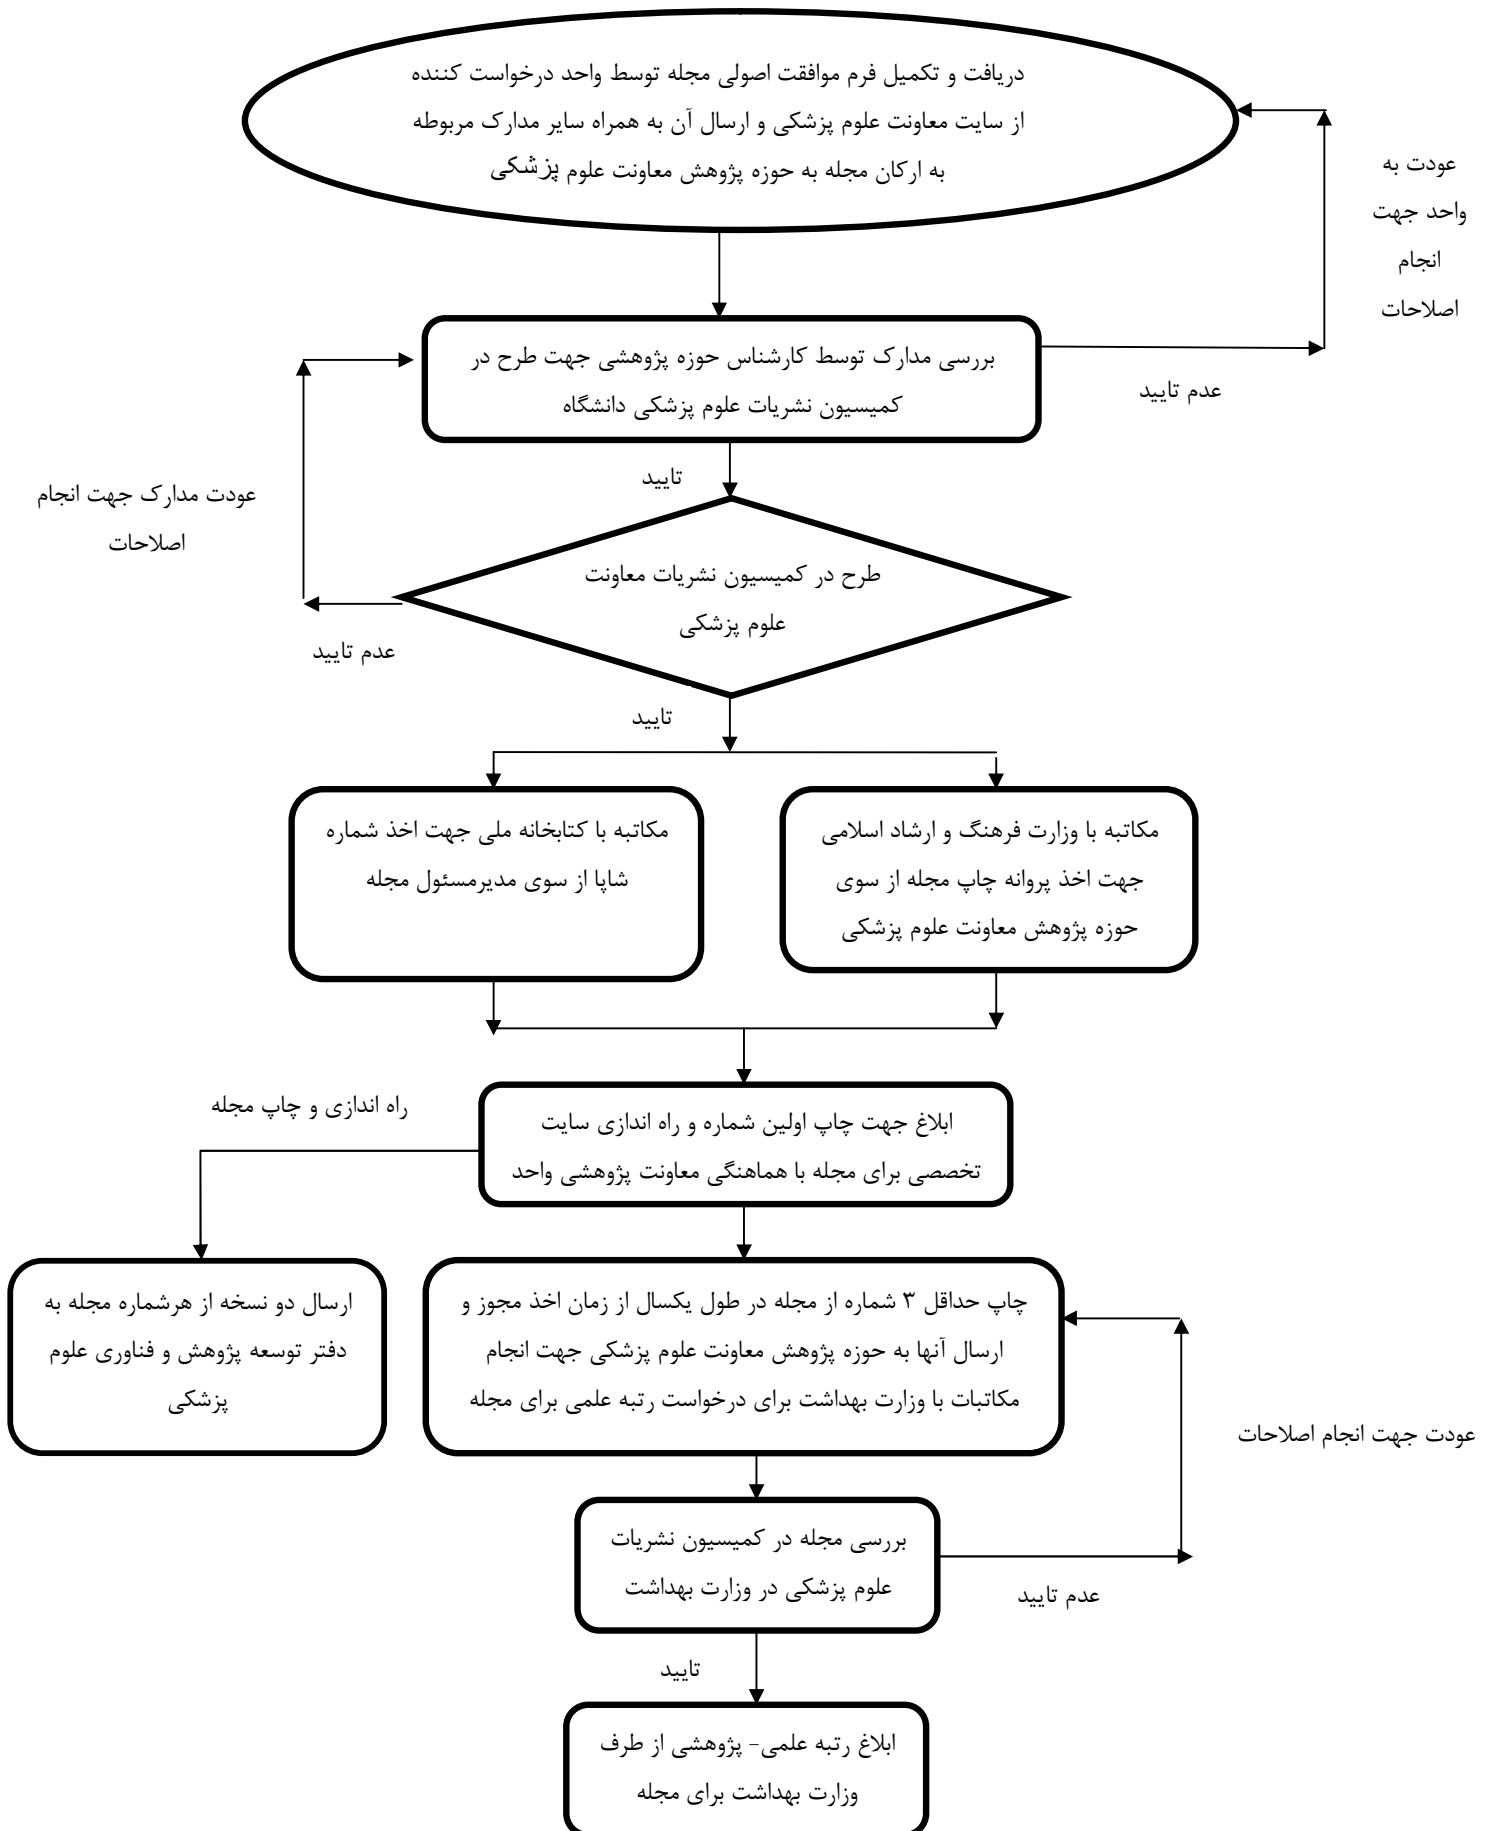 دریافت و تکمیل فرم موافقت اصولی مجله توسط واحد درخواست کننده
از سایت معاونت علوم پزشکی و ارسال آن به همراه سایر مدارک مربوطه
به ارکان مجله به حوزه پژوهش معاونت علوم پزشکی
عودت به
واحد جهت
انجام
اصلاحات
بررسی مدارک توسط کارشناس حوزه پژوهشی جهت طرح در
کمیسیون نشریات علوم پزشکی دانشگاه
عدم تایید
تایید
عودت مدارک جهت انجام
اصلاحات
طرح در کمیسیون نشریات معاونت
علوم پزشکی
عدم تایید
تایید
مکاتبه با وزارت فرهنگ و ارشاد اسلامی
جهت اخذ پروانه چاپ مجله از سوی
حوزه پژوهش معاونت علوم پزشکی
مکاتبه با کتابخانه ملی جهت اخذ شماره
شاپا از سوی مدیرمسئول مجله
ابلاغ جهت چاپ اولین شماره و راه اندازی سایت
تخصصی برای مجله با هماهنگی معاونت پژوهشی واحد
راه اندازی و چاپ مجله
چاپ حداقل ۳ شماره از مجله در طول یکسال از زمان اخذ مجوز و
ارسال آنها به حوزه پژوهش معاونت علوم پزشکی جهت انجام
مکاتبات با وزارت بهداشت برای درخواست رتبه علمی برای مجله
ارسال دو نسخه از هرشماره مجله به
دفتر توسعه پژوهش و فناوری علوم
پزشکی
عودت جهت انجام اصلاحات
بررسی مجله در کمیسیون نشریات
علوم پزشکی در وزارت بهداشت
عدم تایید
تایید
ابلاغ رتبه علمی- پژوهشی از طرف
وزارت بهداشت برای مجله